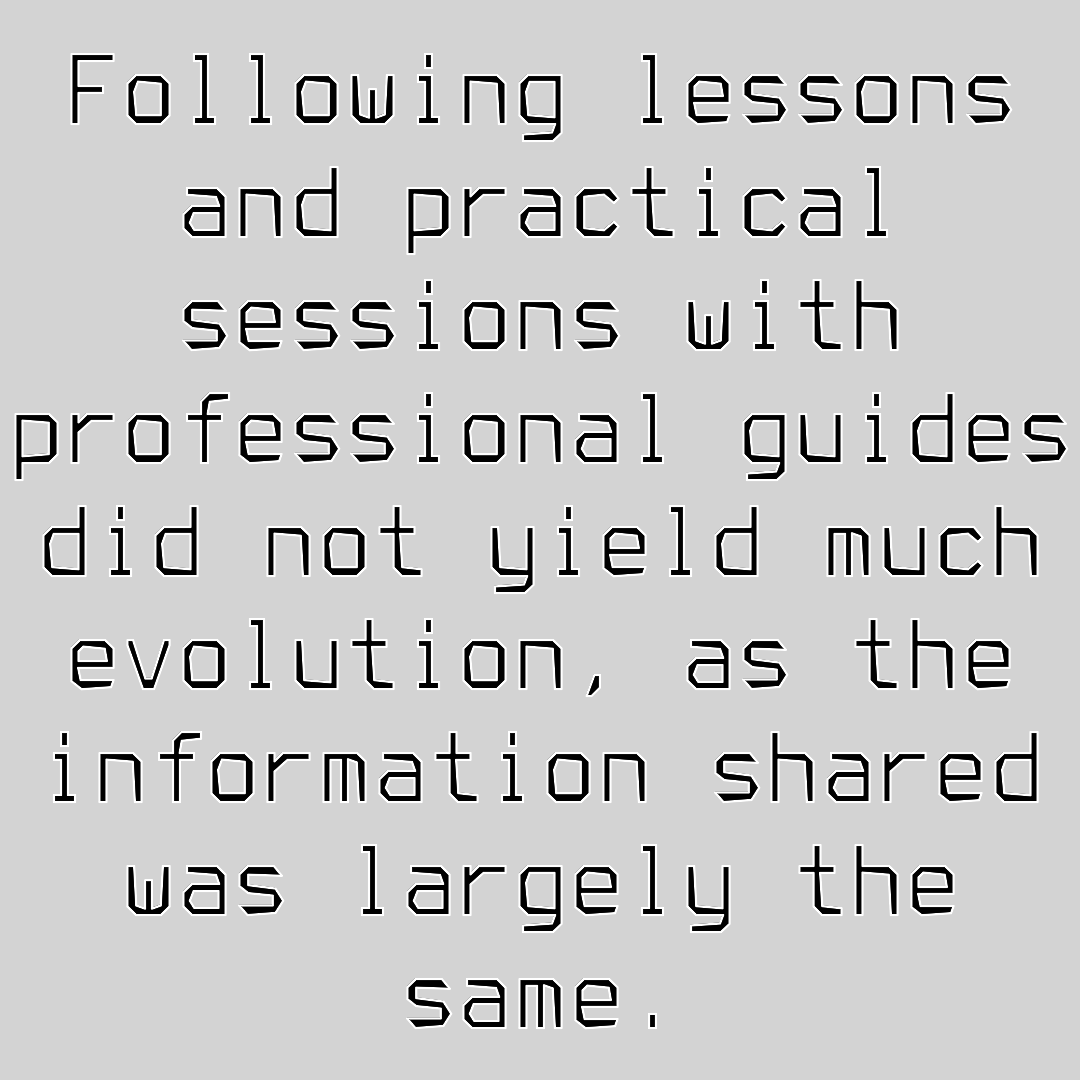 Following lessons
and practical
sessions with
professional guides
did not yield much
evolution, as the
information shared
was largely the
same.